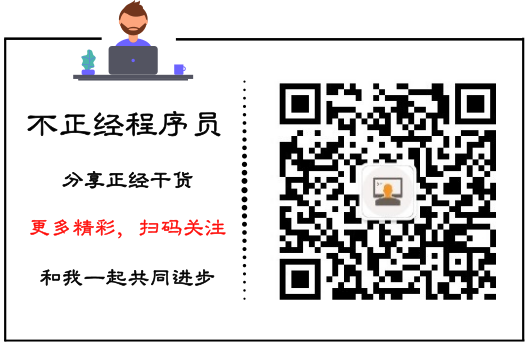 不正经程序员
分享正经干货
更多精彩，扫码关注
和我一起共同进步